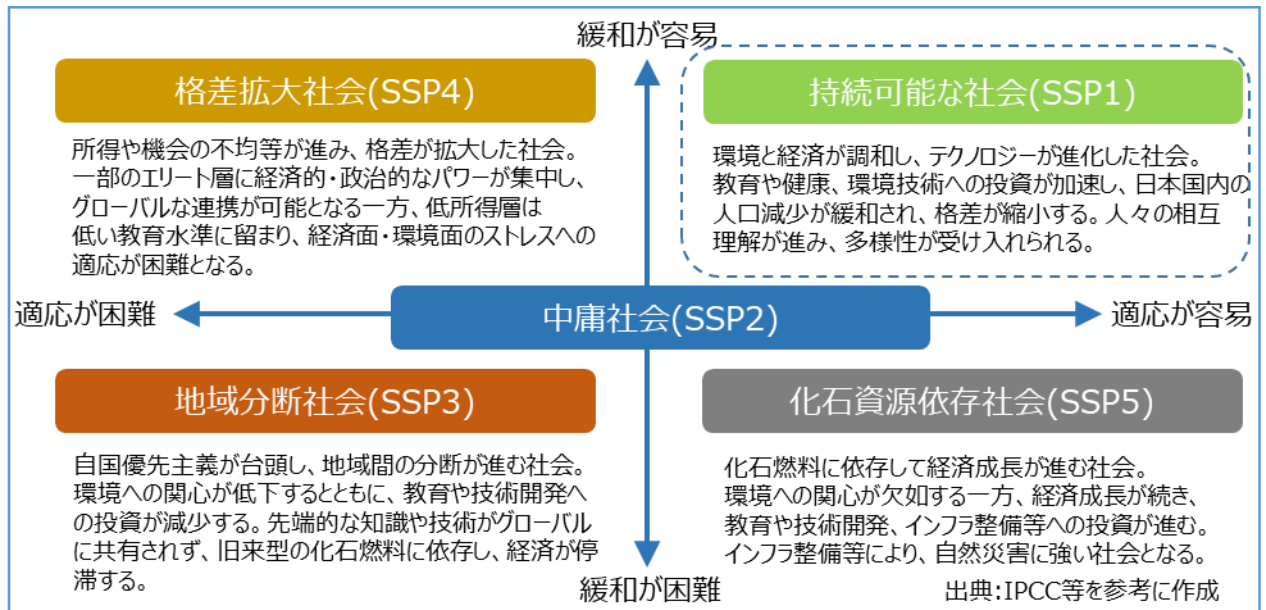 緩和が容易
格差拡大社会(SSP4)
所得や機会の不均等が進み、格差が拡大した社会。
一部のエリート層に経済的・政治的なパワーが集中し、
グローバルな連携が可能となる一方、低所得層は
低い教育水準に留まり、経済面・環境面のストレスへの
適応が困難となる。
持続可能な社会(SSP1)
環境と経済が調和し、テクノロジーが進化した社会。
教育や健康、環境技術への投資が加速し、日本国内の
人口減少が緩和され、格差が縮小する。人々の相互
理解が進み、多様性が受け入れられる。
適応が困難
中庸社会(SSP2)
適応が容易
地域分断社会(SSP3)
自国優先主義が台頭し、地域間の分断が進む社会。
環境への関心が低下するとともに、教育や技術開発へ
の投資が減少する。先端的な知識や技術がグローバル
に共有されず、旧来型の化石燃料に依存し、経済が停
滞する。
化石資源依存社会(SSP5)
化石燃料に依存して経済成長が進む社会。
環境への関心が欠如する一方、経済成長が続き、
教育や技術開発、インフラ整備等への投資が進む。
インフラ整備等により、自然災害に強い社会となる。
緩和が困難
出典:IPCC等を参考に作成